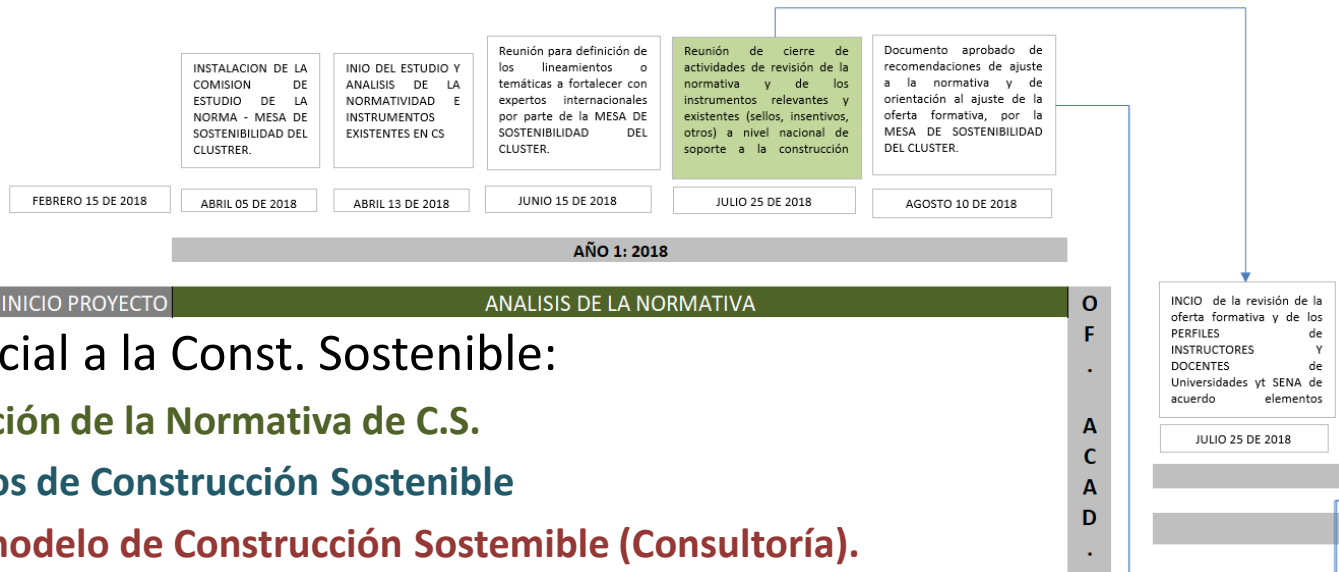 INSTALACION DE LA
COMISION DE
ESTUDIO DE LA
NORMA - MESA DE
SOSTENIBILIDAD DEL
CLUSTRER.
INIO DEL ESTUDIO Y
ANALISIS DE LA
NORMATIVIDAD E
INSTRUMENTOS
EXISTENTES EN CS
Reunión para definición de
los lineamientos o
temáticas a fortalecer con
expertos internacionales
por parte de la MESA DE
SOSTENIBILIDAD DEL
CLUSTER.
Reunión de cierre de
actividades de revisión de la
normativa y de los
instrumentos relevantes y
existentes (sellos, insentivos,
otros) a nivel nacional de
soporte a la construcción
Documento aprobado de
recomendaciones de ajuste
a la normativa y de
orientación al ajuste de la
oferta formativa, por la
MESA DE SOSTENIBILIDAD
DEL CLUSTER.
FEBRERO 15 DE 2018
ABRIL 05 DE 2018
ABRIL 13 DE 2018
JUNIO 15 DE 2018
JULIO 25 DE 2018
AGOSTO 10 DE 2018
AÑO 1: 2018
INICIO PROYECTO
ANALISIS DE LA NORMATIVA
O
F
.
A
C
A
D
.
INCIO de la revisión de la
oferta formativa y de los
PERFILES de
INSTRUCTORES Y
DOCENTES de
Universidades yt SENA de
acuerdo elementos
JULIO 25 DE 2018
cial a la Const. Sostenible:
ción de la Normativa de C.S.
os de Construcción Sostenible
modelo de Construcción Sostemible (Consultoría).